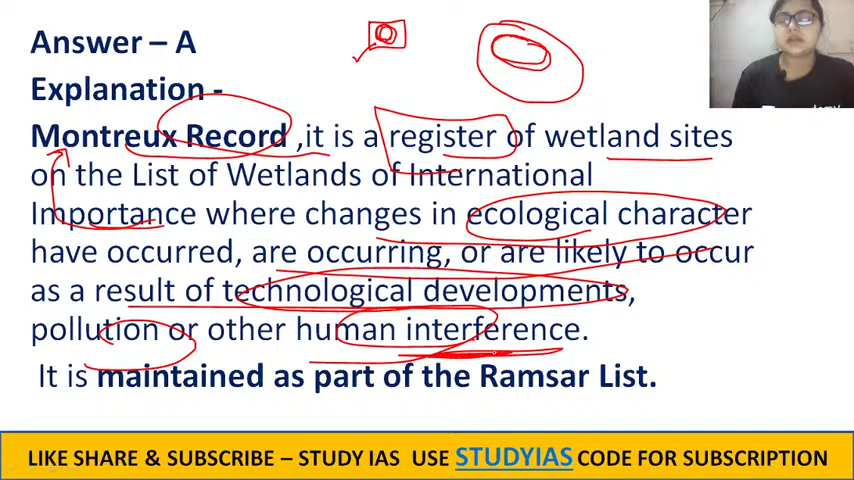 Answer – A
Explanation -
Montreux Record ,it is a register of wetland sites
on the List of Wetlands of International
Importance where changes in ecological character
have occurred, are occurring, or are likely to occur
as a result of technological developments,
pollution or other human interference.
It is maintained as part of the Ramsar List.
LIKE SHARE & SUBSCRIBE – STUDY IAS USE STUDYIAS CODE FOR SUBSCRIPTION